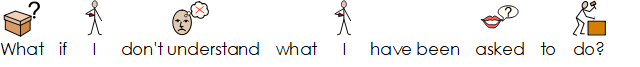 What if I don't understand what I have been asked to do?